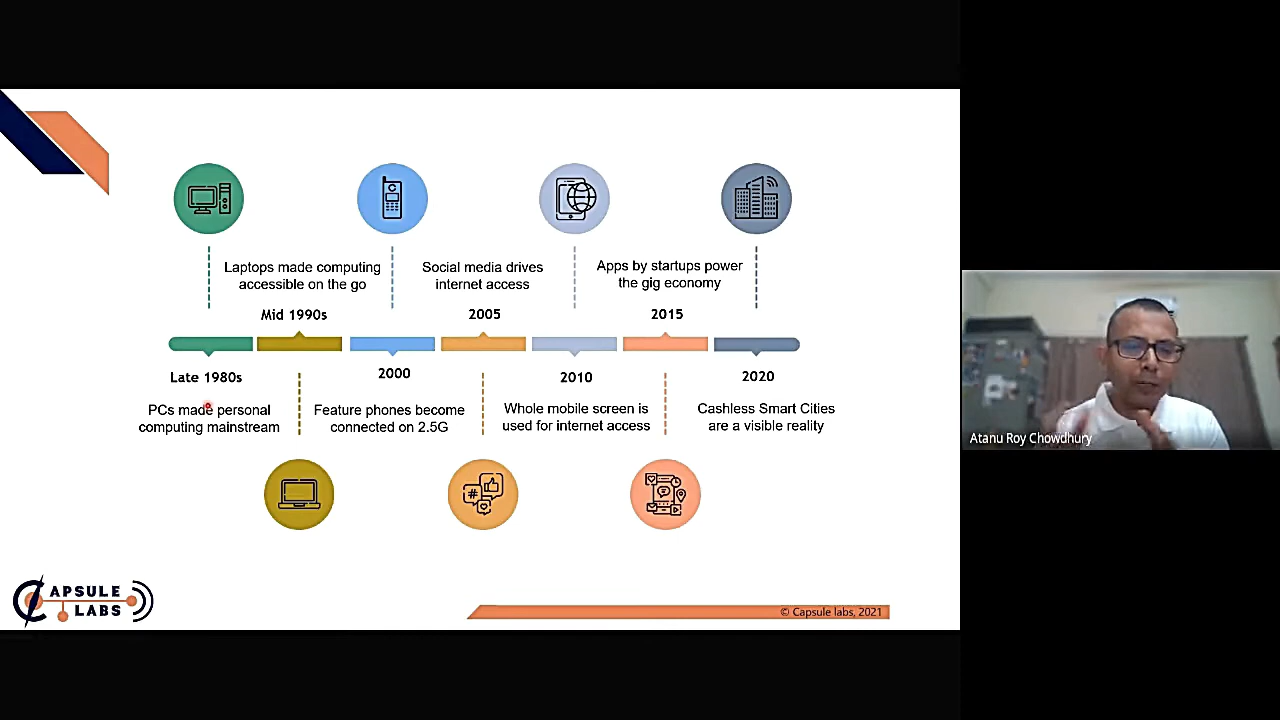 Laptops made computing
accessible on the go
Mid 1990s
Social media drives
internet access
2005
Apps by startups power
the gig economy
2015
Late 1980s
PCs made personal
computing mainstream
2000
Feature phones become
connected on 2.5G
2010
Whole mobile screen is
used for internet access
2020
Cashless Smart Cities
are a visible reality
CAPSULE
LABS
© Capsule labs, 2021
Atanu Roy Chowdhury